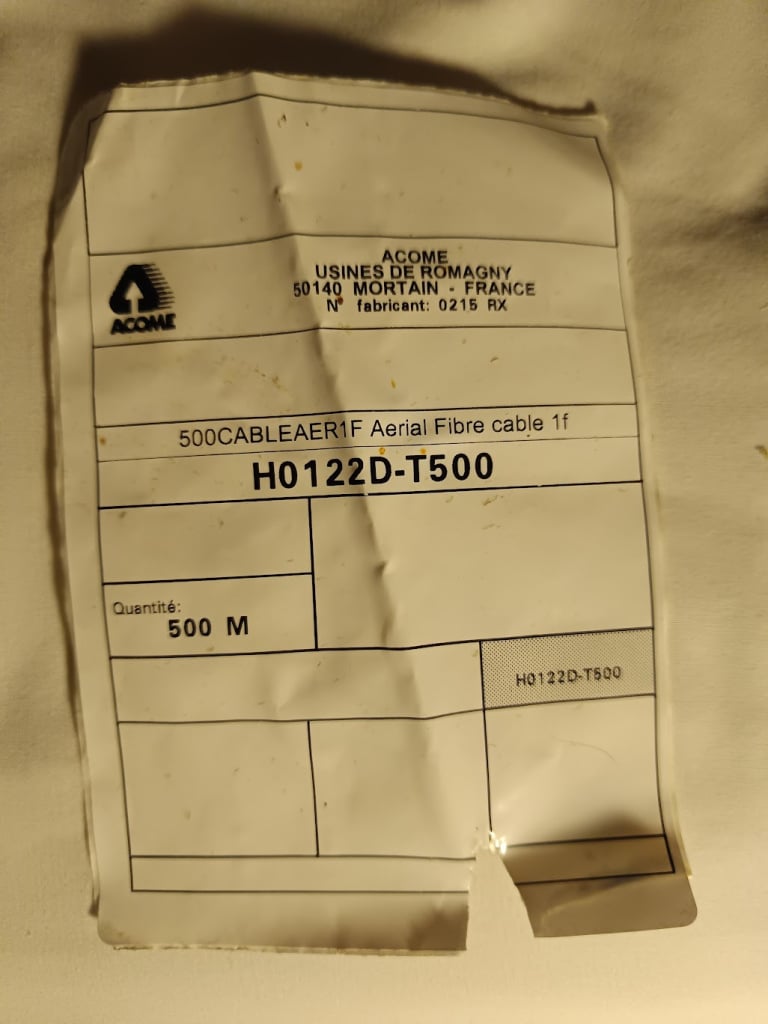 ACOME
USINES DE ROMAGNY
50140 MORTAIN - FRANCE
N° fabricant: 0215 RX
ACOME
500CABLEAER1F Aerial Fibre cable 1f
H0122D-T500
Quantité:
500 M
H0122D-T500